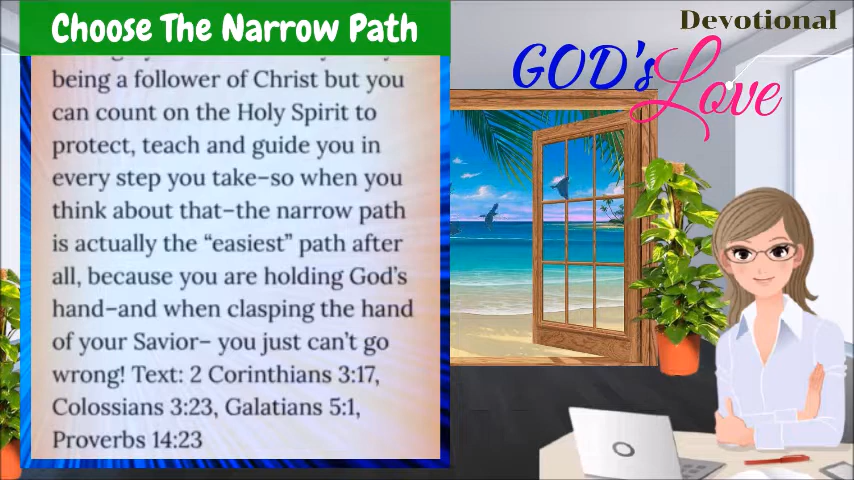 Choose The Narrow Path
Devotional
GOD's
Love
being a follower of Christ but you
can count on the Holy Spirit to
protect, teach and guide you in
every step you take–so when you
think about that–the narrow path
is actually the “easiest” path after
all, because you are holding God's
hand–and when clasping the hand
of your Savior– you just can't go
wrong! Text: 2 Corinthians 3:17,
Colossians 3:23, Galatians 5:1,
Proverbs 14:23